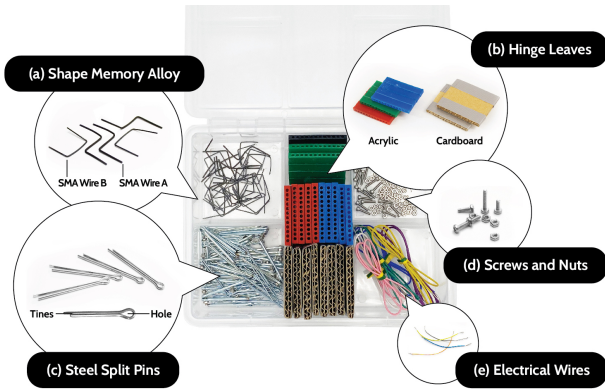 (a) Shape Memory Alloy
SMA Wire B
SMA Wire A
(b) Hinge Leaves
Acrylic
Cardboard
Tines
Hole
(c) Steel Split Pins
(d) Screws and Nuts
(e) Electrical Wires